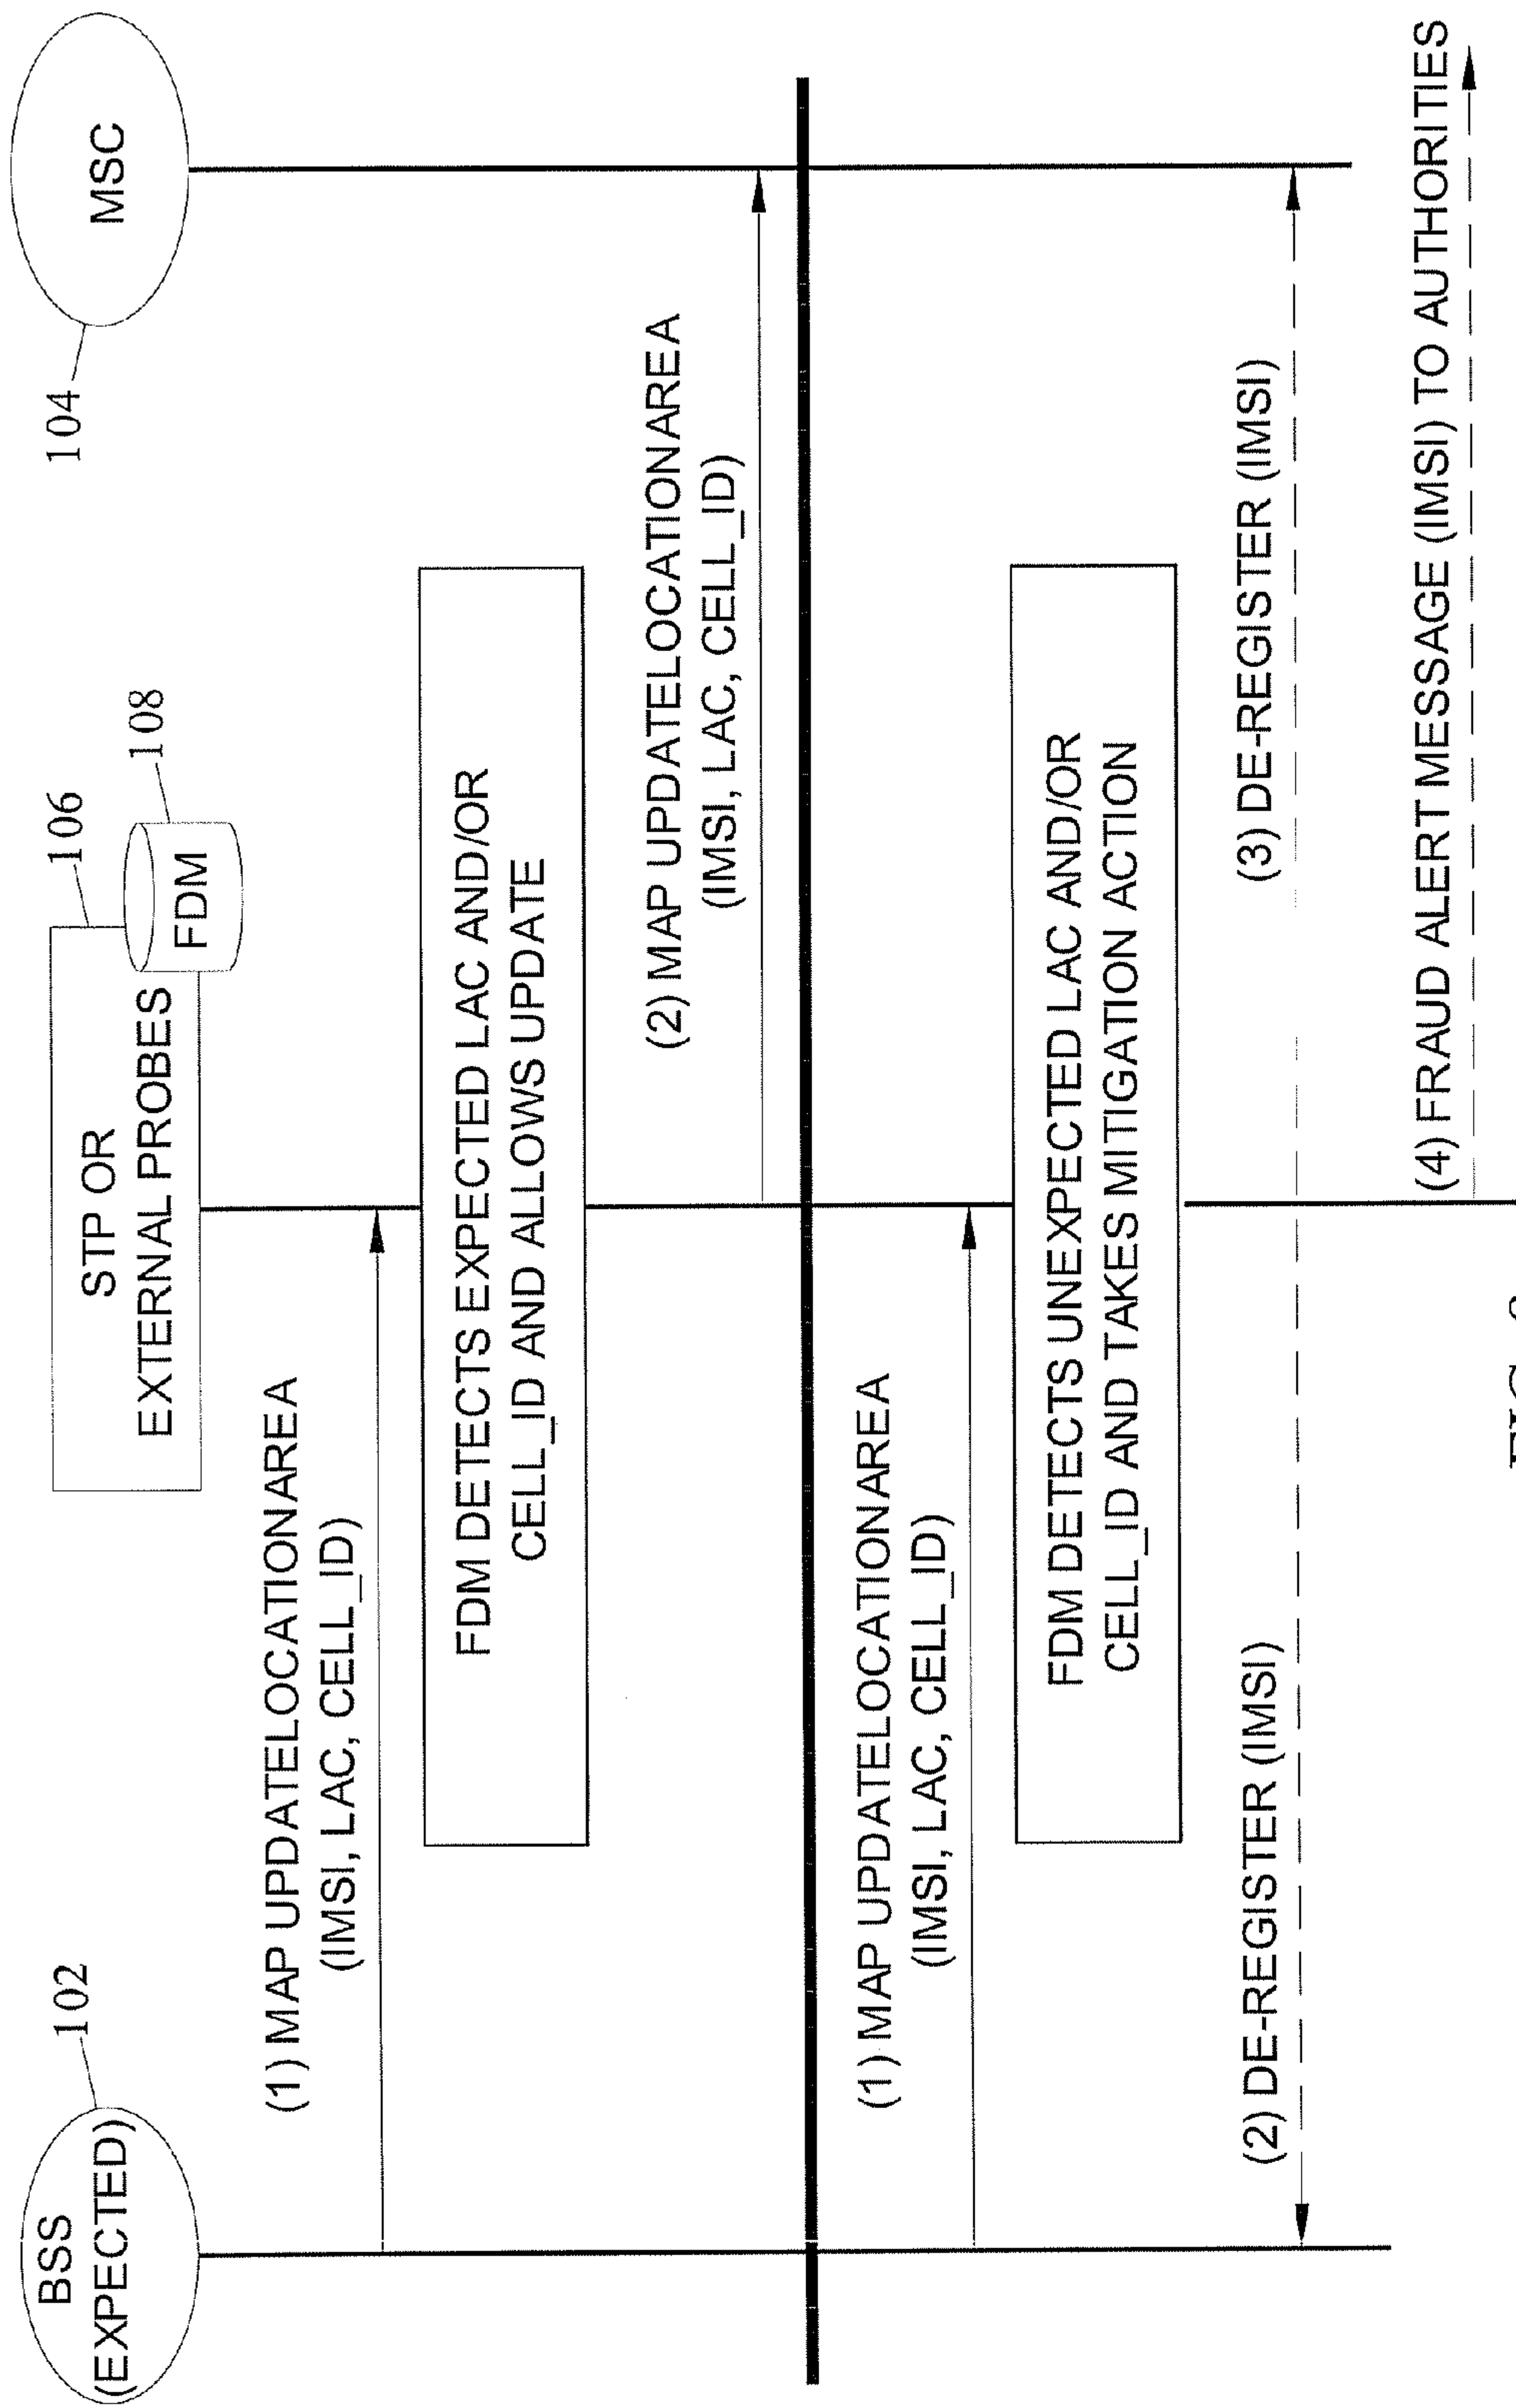 BSS
(EXPECTED)
102
STP OR
EXTERNAL PROBES
106
FDM
108
MSC
104
(1) MAP UPDATELOCATIONAREA
(IMSI, LAC, CELL_ID)
FDM DETECTS EXPECTED LAC AND/OR
CELL_ID AND ALLOWS UPDATE
(2) MAP UPDATELOCATIONAREA
(IMSI, LAC, CELL_ID)
(1) MAP UPDATELOCATIONAREA
(IMSI, LAC, CELL_ID)
FDM DETECTS UNEXPECTED LAC AND/OR
CELL_ID AND TAKES MITIGATION ACTION
(2) DE-REGISTER (IMSI)
(3) DE-REGISTER (IMSI)
(4) FRAUD ALERT MESSAGE (IMSI) TO AUTHORITIES